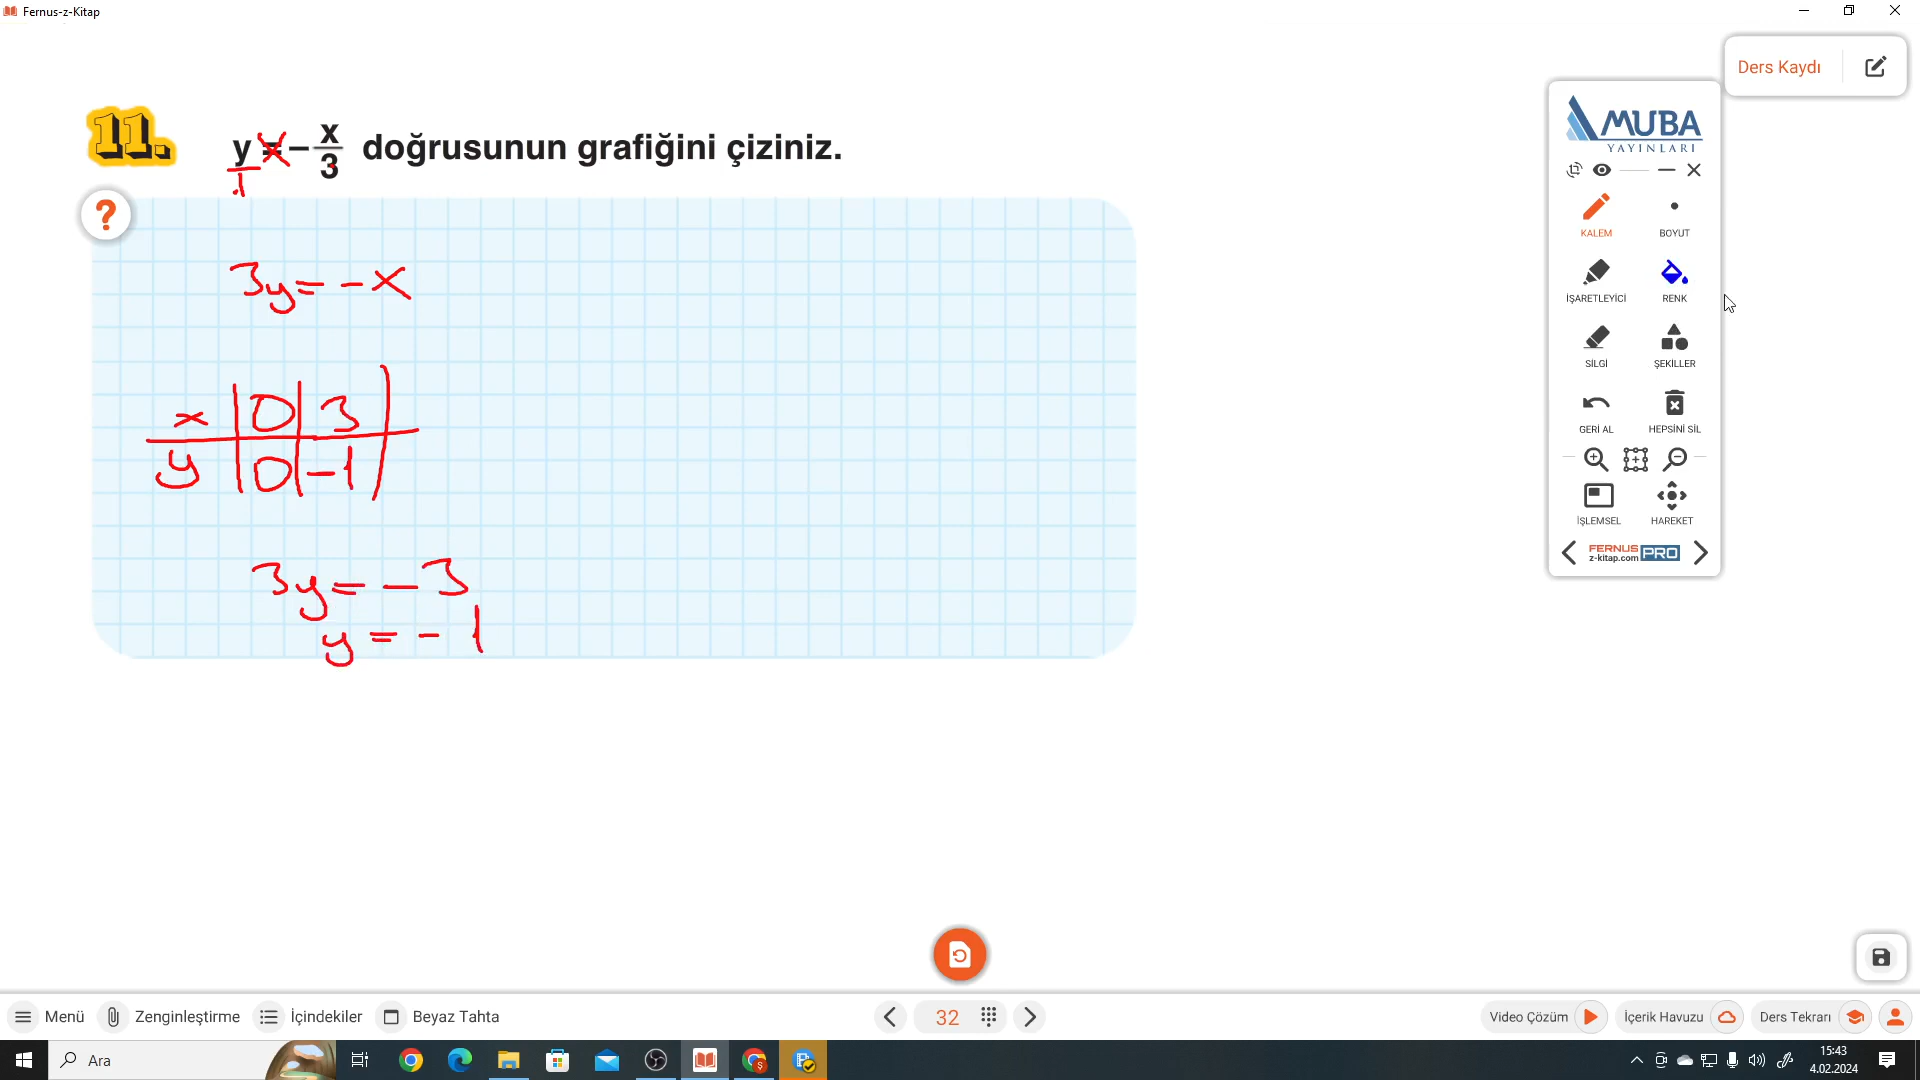 Fernus-z-Kitap
Ders Kaydı
11. y = - x/3 doğrusunun grafiğini çiziniz.
1
?
3y = - x
x | 0 | 3
y | 0 | -1
3y = - 3
y = - 1
MUBA
YAYINLARI
KALEM BOYUT
İŞARETLEYİCİ RENK
SİLGİ ŞEKİLLER
GERİ AL HEPSİNİ SİL
İŞLEMSEL HAREKET
FERNUS PRO
z-kitap.com
Menü Zenginleştirme İçindekiler Beyaz Tahta 32 Video Çözüm İçerik Havuzu Ders Tekrarı
Ara
15:43
4.02.2024